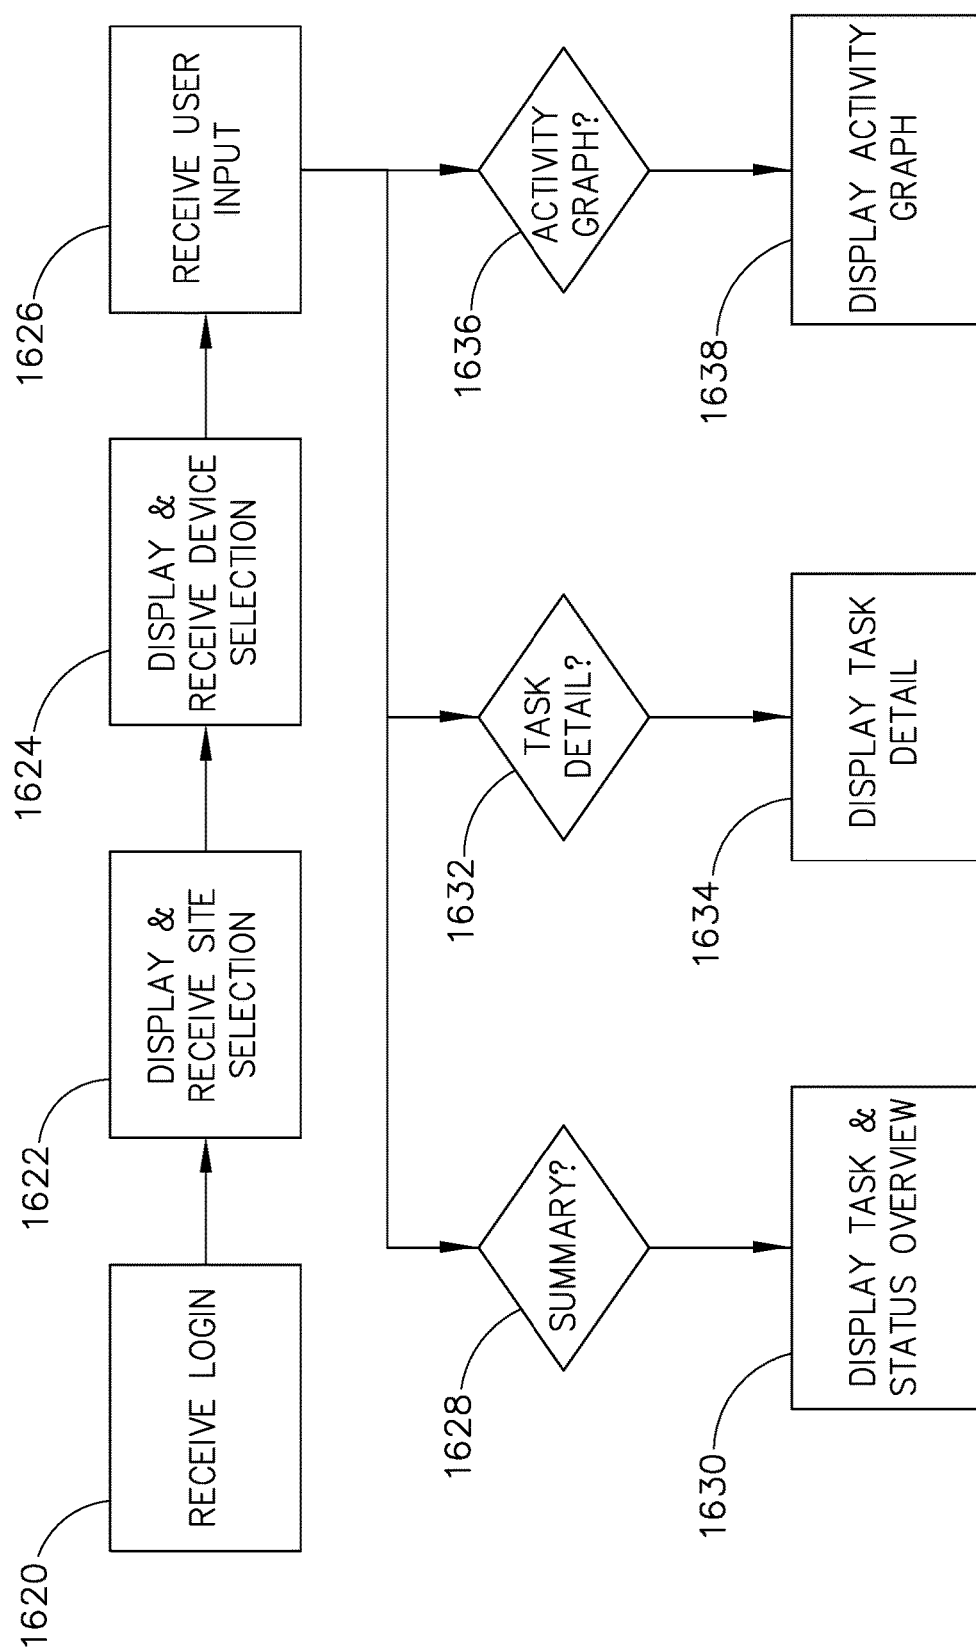 1620
RECEIVE LOGIN
1622
DISPLAY &
RECEIVE SITE
SELECTION
1624
DISPLAY &
RECEIVE DEVICE
SELECTION
1626
RECEIVE USER
INPUT
1628
SUMMARY?
1632
TASK
DETAIL?
1636
ACTIVITY
GRAPH?
1630
DISPLAY TASK &
STATUS OVERVIEW
1634
DISPLAY TASK
DETAIL
1638
DISPLAY ACTIVITY
GRAPH